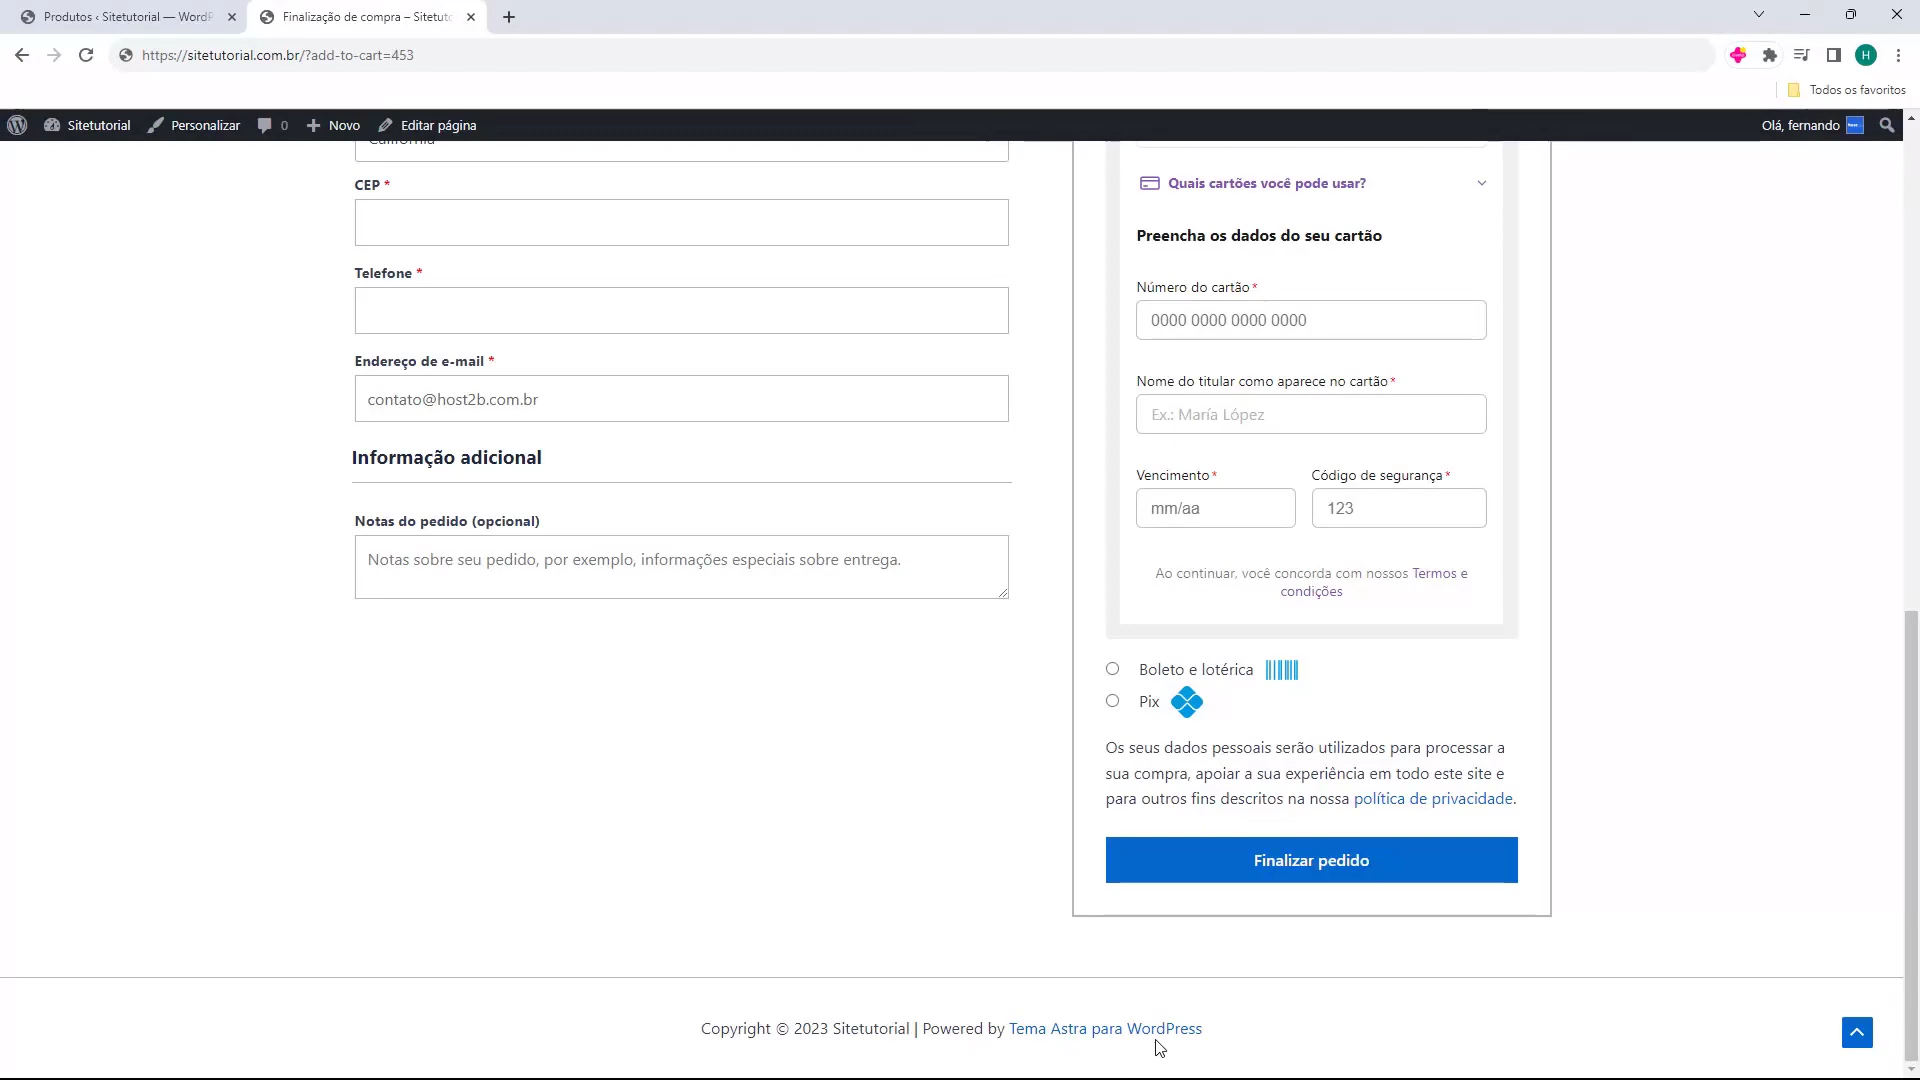 Produtos ‹ Sitetutorial — WordP
Finalização de compra – Sitetuto
https://sitetutorial.com.br/?add-to-cart=453
H
Todos os favoritos
Sitetutorial
Personalizar
0
Novo
Editar página
Olá, fernando
Califórnia
CEP *
Telefone *
Endereço de e-mail *
contato@host2b.com.br
Informação adicional
Notas do pedido (opcional)
Notas sobre seu pedido, por exemplo, informações especiais sobre entrega.
Quais cartões você pode usar?
Preencha os dados do seu cartão
Número do cartão*
0000 0000 0000 0000
Nome do titular como aparece no cartão*
Ex.: María López
Vencimento* Código de segurança*
mm/aa 123
Ao continuar, você concorda com nossos Termos e
condições
Boleto e lotérica
Pix
Os seus dados pessoais serão utilizados para processar a
sua compra, apoiar a sua experiência em todo este site e
para outros fins descritos na nossa política de privacidade.
Finalizar pedido
Copyright © 2023 Sitetutorial | Powered by Tema Astra para WordPress